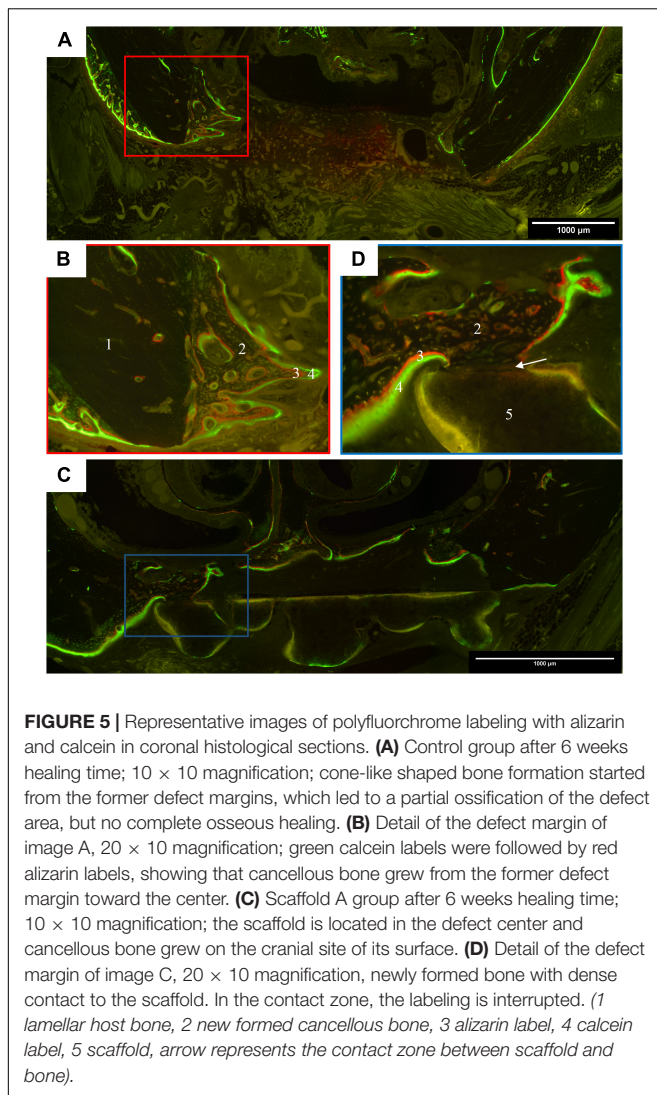 A
1000 µm
B
1
2
3 4
D
2
3
4
5
C
1000 µm
FIGURE 5 | Representative images of polyfluorchrome labeling with alizarin
and calcein in coronal histological sections. (A) Control group after 6 weeks
healing time; 10 × 10 magnification; cone-like shaped bone formation started
from the former defect margins, which led to a partial ossification of the defect
area, but no complete osseous healing. (B) Detail of the defect margin of
image A, 20 × 10 magnification; green calcein labels were followed by red
alizarin labels, showing that cancellous bone grew from the former defect
margin toward the center. (C) Scaffold A group after 6 weeks healing time;
10 × 10 magnification; the scaffold is located in the defect center and
cancellous bone grew on the cranial site of its surface. (D) Detail of the defect
margin of image C, 20 × 10 magnification, newly formed bone with dense
contact to the scaffold. In the contact zone, the labeling is interrupted. (1
lamellar host bone, 2 new formed cancellous bone, 3 alizarin label, 4 calcein
label, 5 scaffold, arrow represents the contact zone between scaffold and
bone).